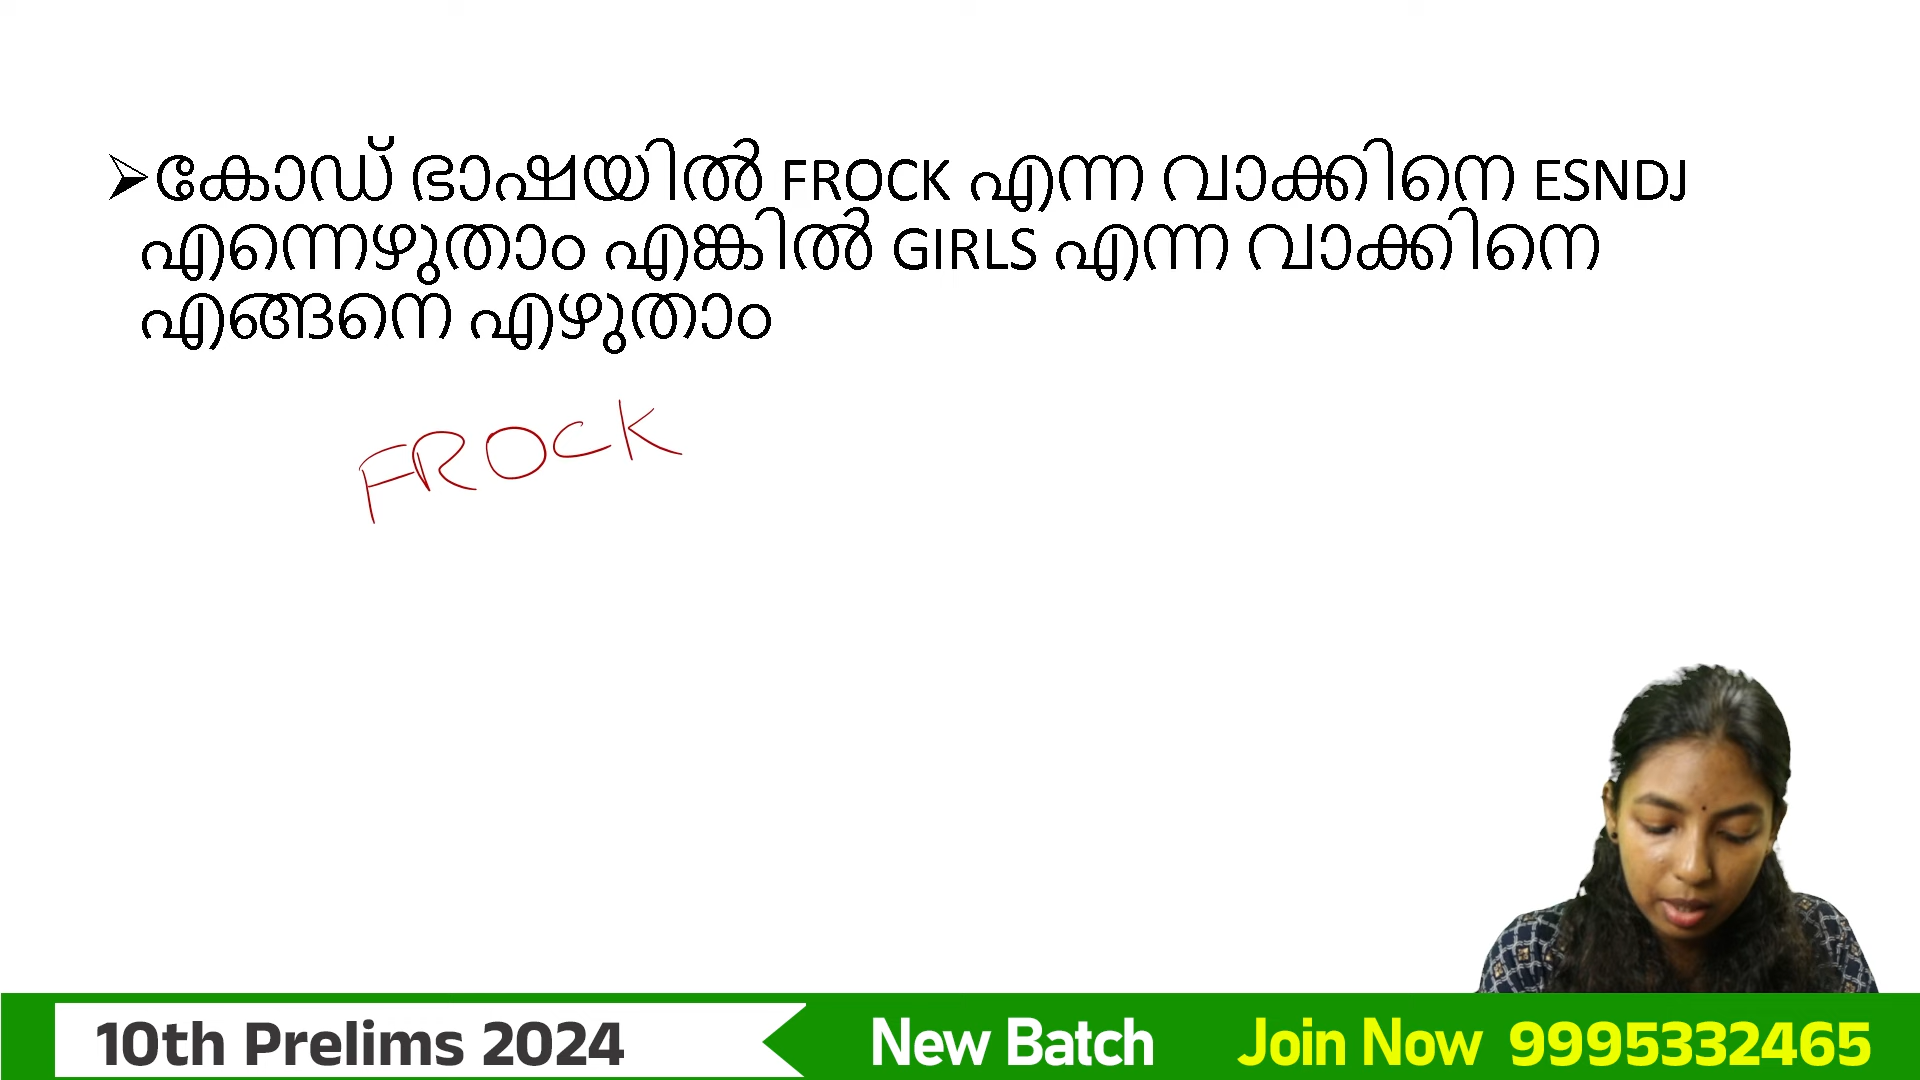 ➢കോഡ് ഭാഷയിൽ FROCK എന്ന വാക്കിനെ ESNDJ
എന്നെഴുതാം എങ്കിൽ GIRLS എന്ന വാക്കിനെ
എങ്ങനെ എഴുതാം
FROCK
10th Prelims 2024 New Batch Join Now 9995332465